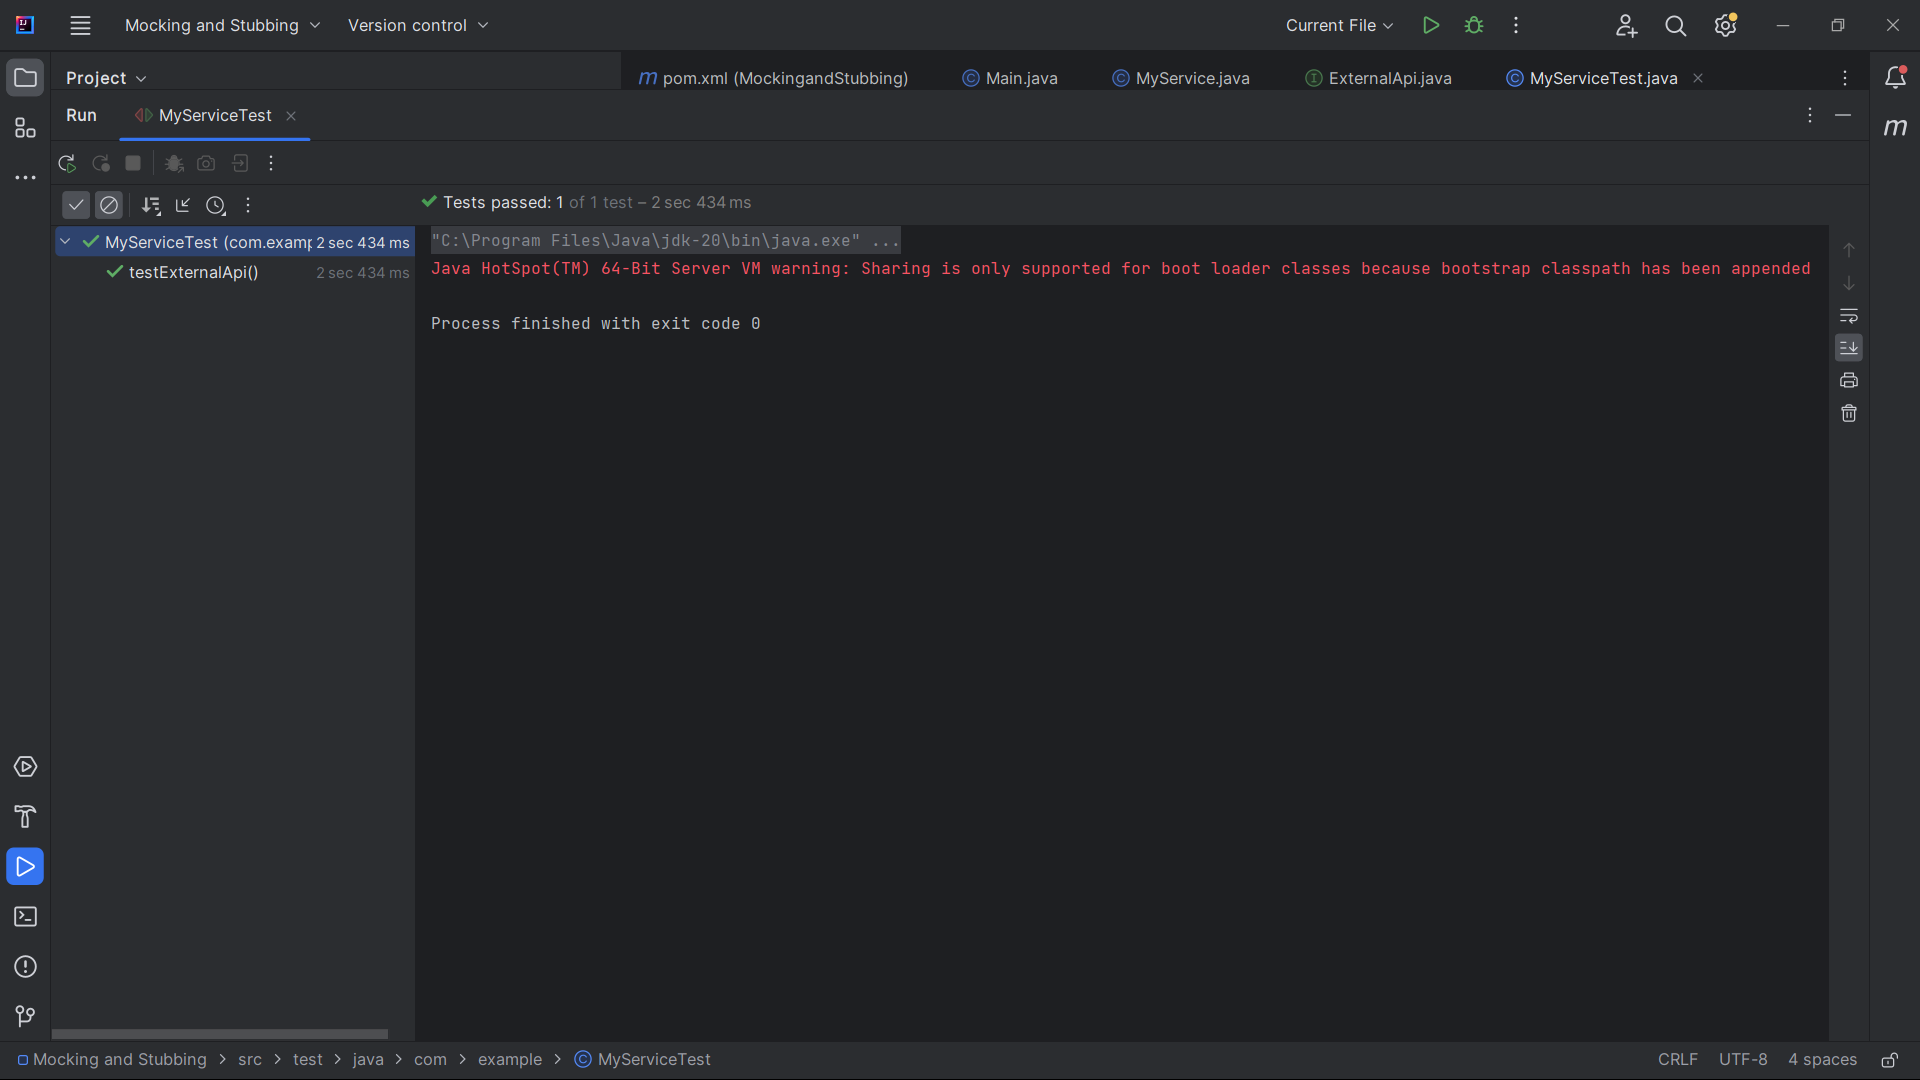 Mocking and Stubbing Version control Current File
Project m pom.xml (MockingandStubbing) Main.java MyService.java ExternalApi.java MyServiceTest.java
Run MyServiceTest
m
Tests passed: 1 of 1 test – 2 sec 434 ms
MyServiceTest (com.examp 2 sec 434 ms
testExternalApi() 2 sec 434 ms
"C:\Program Files\Java\jdk-20\bin\java.exe" ...
Java HotSpot(TM) 64-Bit Server VM warning: Sharing is only supported for boot loader classes because bootstrap classpath has been appended
Process finished with exit code 0
Mocking and Stubbing > src > test > java > com > example > MyServiceTest CRLF UTF-8 4 spaces